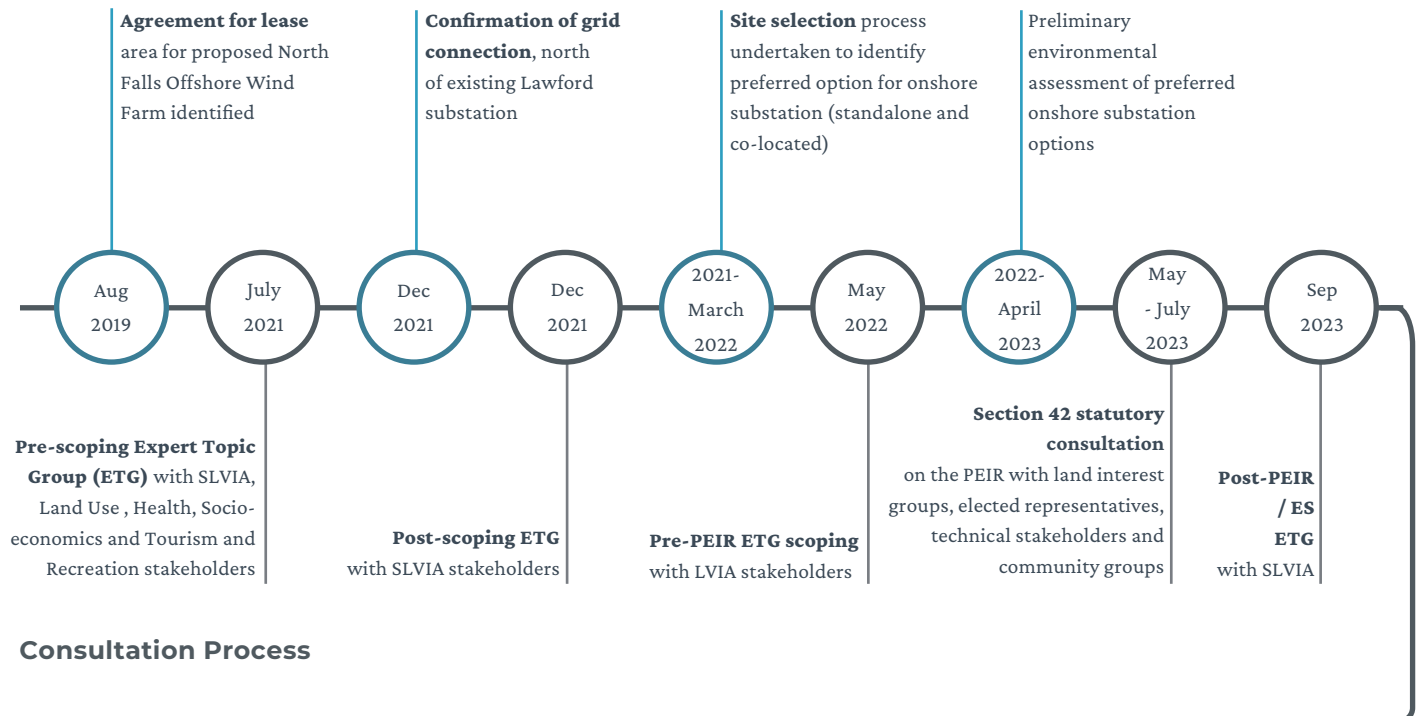 Agreement for lease
area for proposed North
Falls Offshore Wind
Farm identified
Confirmation of grid
connection, north
of existing Lawford
substation
Site selection process
undertaken to identify
preferred option for onshore
substation (standalone and
co-located)
Preliminary
environmental
assessment of preferred
onshore substation
options
Aug
2019
July
2021
Dec
2021
Dec
2021
2021-
March
2022
May
2022
2022-
April
2023
May
- July
2023
Sep
2023
Pre-scoping Expert Topic
Group (ETG) with SLVIA,
Land Use , Health, Socio-
economics and Tourism and
Recreation stakeholders
Post-scoping ETG
with SLVIA stakeholders
Pre-PEIR ETG scoping
with LVIA stakeholders
Section 42 statutory
consultation
on the PEIR with land interest
groups, elected representatives,
technical stakeholders and
community groups
Post-PEIR
/ ES
ETG
with SLVIA
Consultation Process